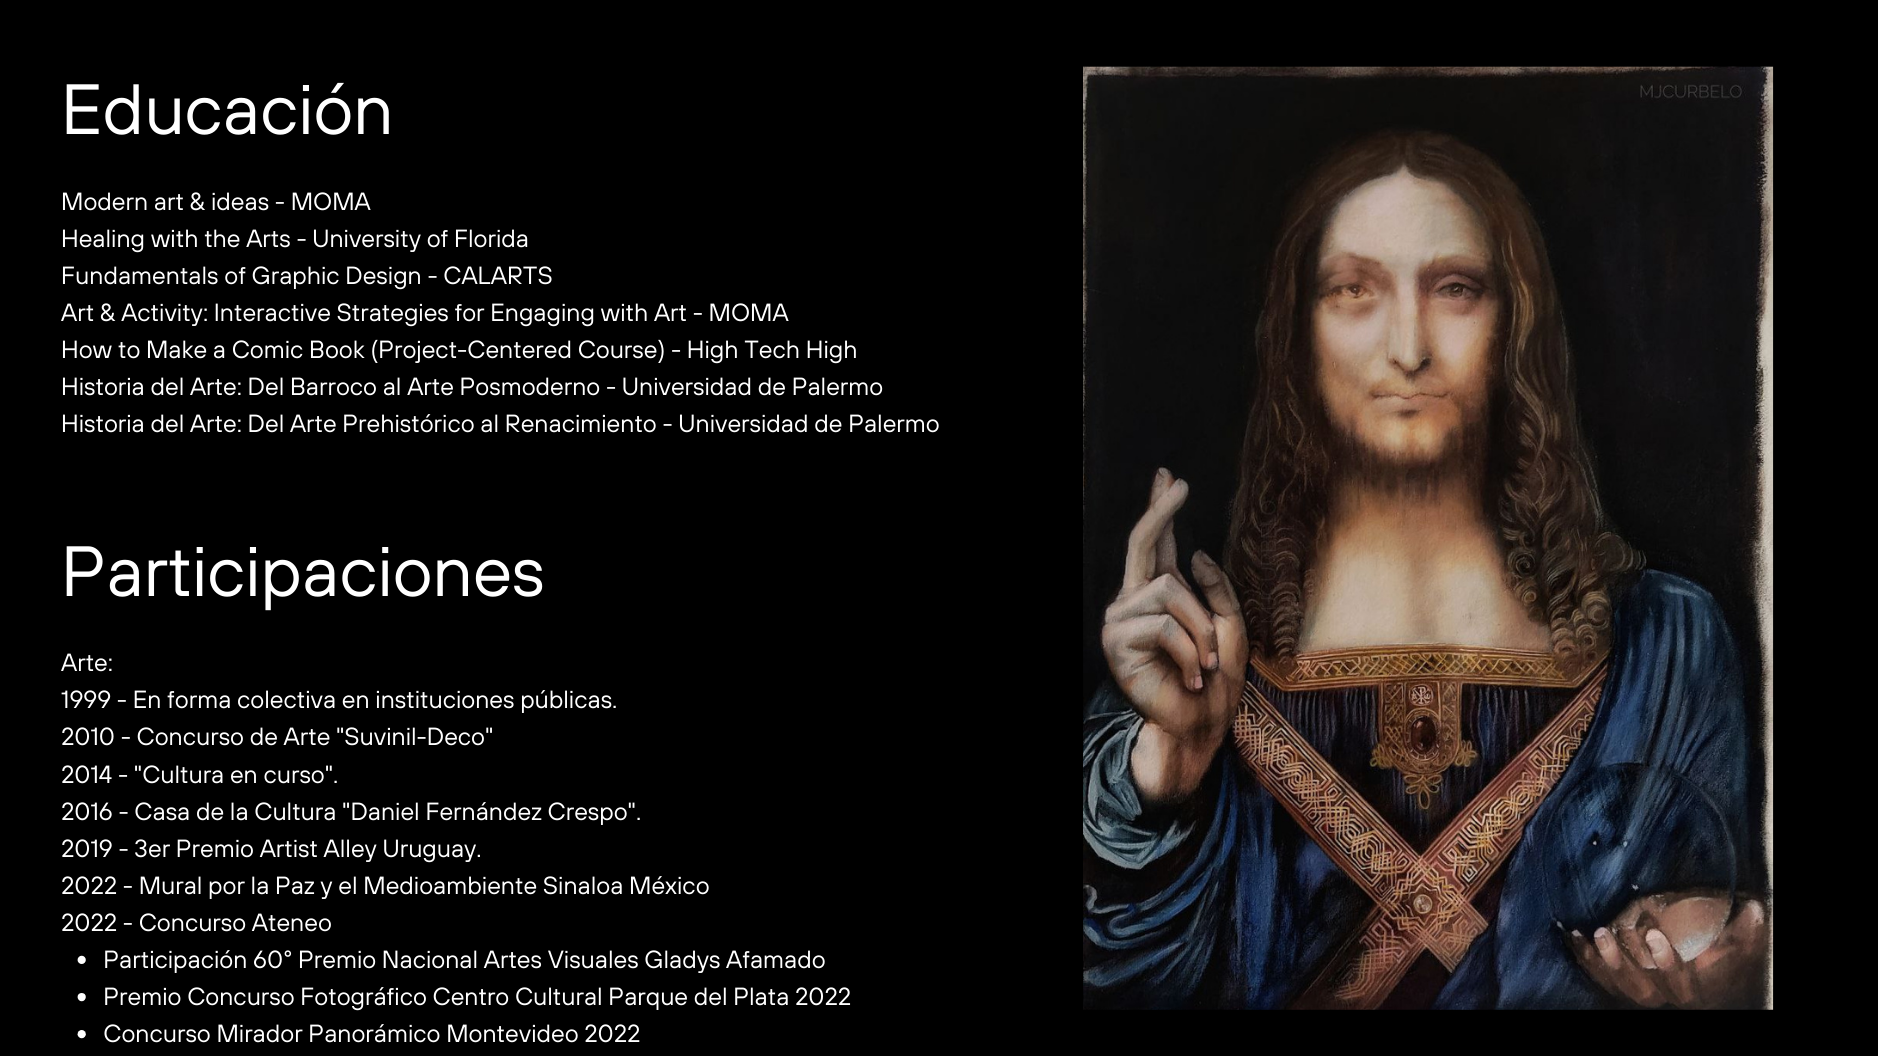 Educación
Modern art & ideas - MOMA
Healing with the Arts - University of Florida
Fundamentals of Graphic Design - CALARTS
Art & Activity: Interactive Strategies for Engaging with Art - MOMA
How to Make a Comic Book (Project-Centered Course) - High Tech High
Historia del Arte: Del Barroco al Arte Posmoderno - Universidad de Palermo
Historia del Arte: Del Arte Prehistórico al Renacimiento - Universidad de Palermo
Participaciones
Arte:
1999 - En forma colectiva en instituciones públicas.
2010 - Concurso de Arte "Suvinil-Deco"
2014 - "Cultura en curso".
2016 - Casa de la Cultura "Daniel Fernández Crespo".
2019 - 3er Premio Artist Alley Uruguay.
2022 - Mural por la Paz y el Medioambiente Sinaloa México
2022 - Concurso Ateneo
• Participación 60° Premio Nacional Artes Visuales Gladys Afamado
• Premio Concurso Fotográfico Centro Cultural Parque del Plata 2022
• Concurso Mirador Panorámico Montevideo 2022
MJCURBELO